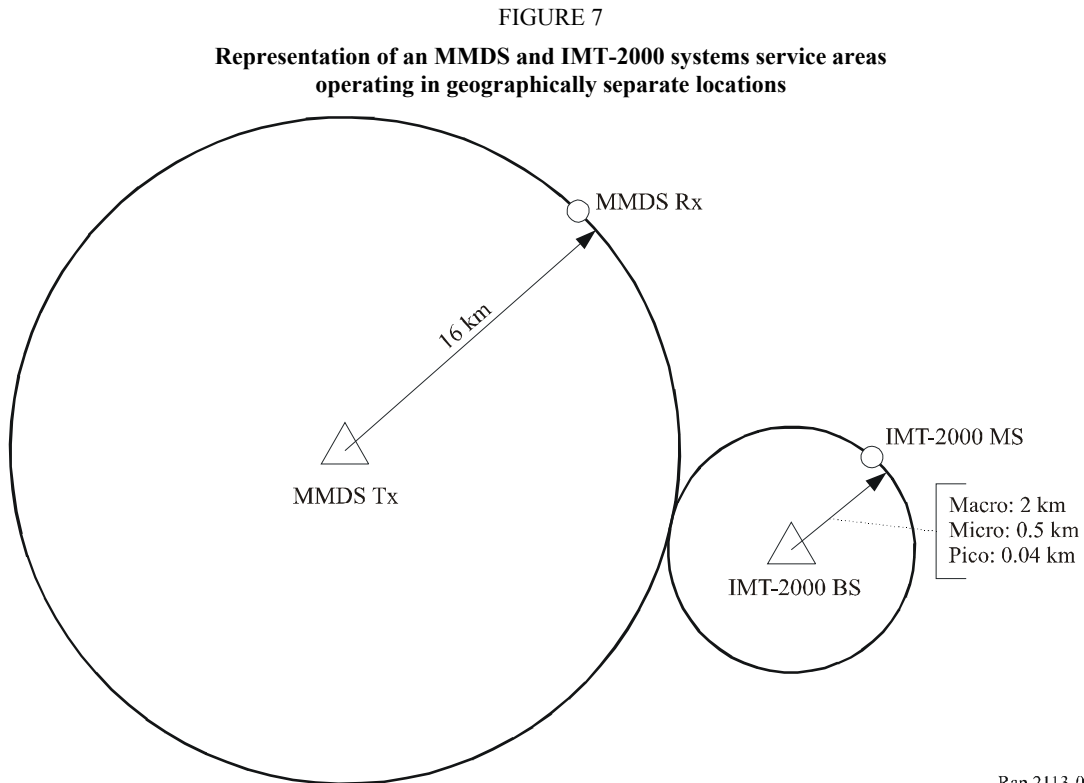 FIGURE 7
Representation of an MMDS and IMT-2000 systems service areas
operating in geographically separate locations
MMDS Rx
16 km
MMDS Tx
IMT-2000 MS
Macro: 2 km
Micro: 0.5 km
Pico: 0.04 km
IMT-2000 BS